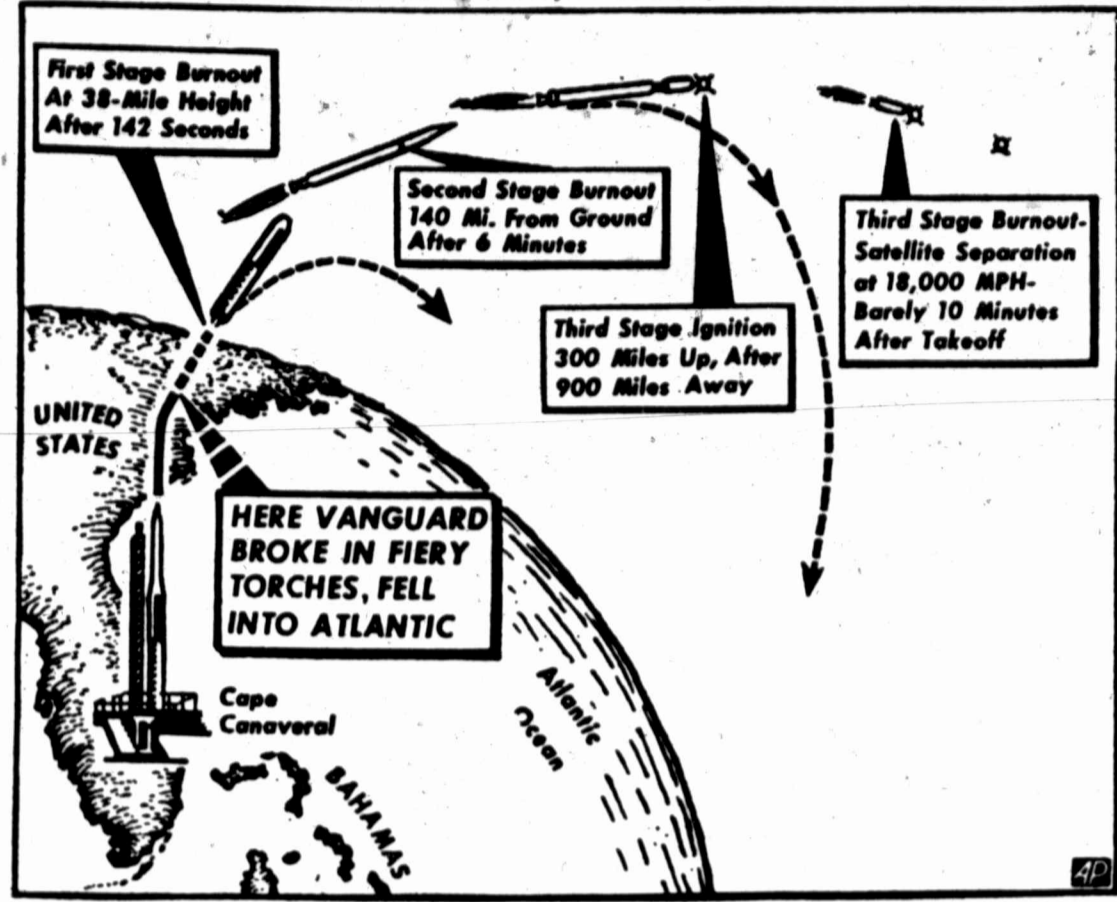 First Stage Burnout
At 38-Mile Height
After 142 Seconds
Second Stage Burnout
140 Mi. From Ground
After 6 Minutes
Third Stage Ignition
300 Miles Up, After
900 Miles Away
Third Stage Burnout-
Satellite Separation
at 18,000 MPH-
Barely 10 Minutes
After Takeoff
UNITED
STATES
HERE VANGUARD
BROKE IN FIERY
TORCHES, FELL
INTO ATLANTIC
Cape
Canaveral
Atlantic
Ocean
BAHAMAS
AP